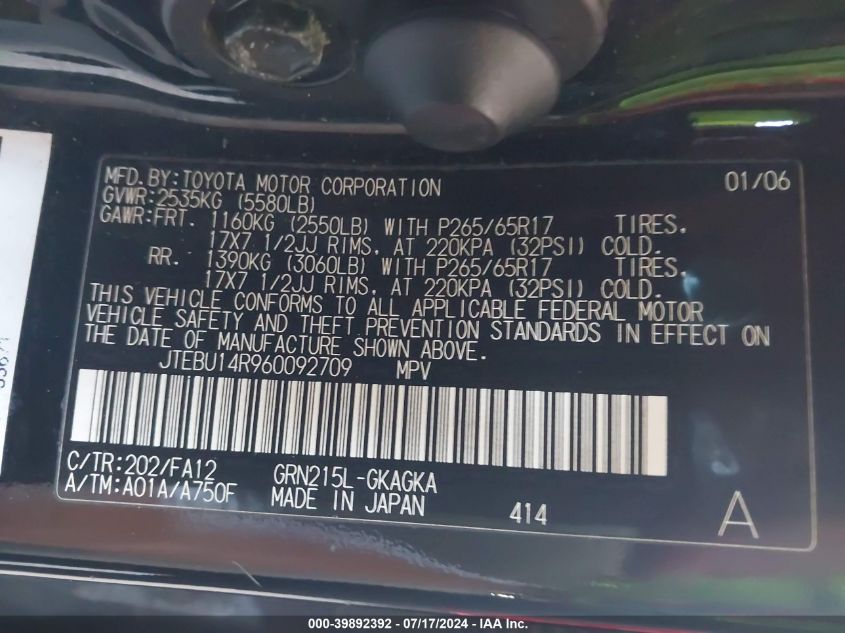 MFD.BY:TOYOTA MOTOR CORPORATION 01/06
GVWR:2535KG (5580LB)
GAWR:FRT. 1160KG (2550LB) WITH P265/65R17 TIRES,
17X7 1/2JJ RIMS, AT 220KPA (32PSI) COLD.
RR. 1390KG (3060LB) WITH P265/65R17 TIRES,
17X7 1/2JJ RIMS, AT 220KPA (32PSI) COLD.
THIS VEHICLE CONFORMS TO ALL APPLICABLE FEDERAL MOTOR
VEHICLE SAFETY AND THEFT PREVENTION STANDARDS IN EFFECT ON
THE DATE OF MANUFACTURE SHOWN ABOVE.
JTEBU14R960092709 MPV
C/TR:202/FA12 GRN215L-GKAGKA
A/TM:A01A/A750F MADE IN JAPAN 414 A
000-39892392 - 07/17/2024 - IAA Inc.